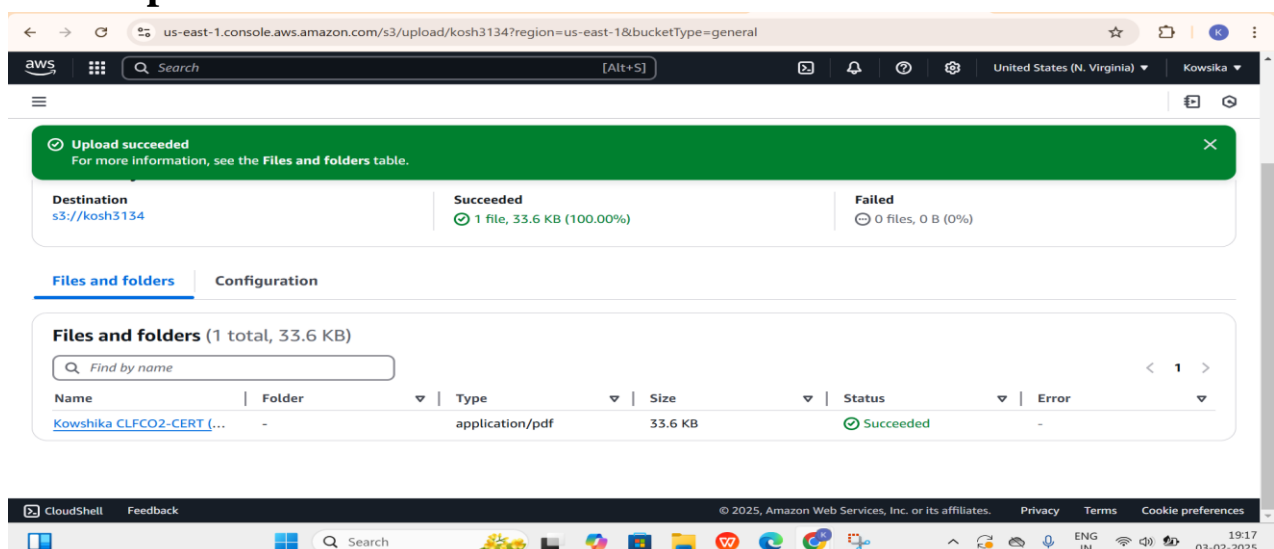 us-east-1.console.aws.amazon.com/s3/upload/kosh3134?region=us-east-1&bucketType=general K
aws Search [Alt+S] United States (N. Virginia) Kowsika
Upload succeeded
For more information, see the Files and folders table.
Destination Succeeded Failed
s3://kosh3134 1 file, 33.6 KB (100.00%) 0 files, 0 B (0%)
Files and folders Configuration
Files and folders (1 total, 33.6 KB)
Find by name < 1 >
Name Folder Type Size Status Error
Kowshika CLFCO2-CERT (... - application/pdf 33.6 KB Succeeded -
CloudShell Feedback © 2025, Amazon Web Services, Inc. or its affiliates. Privacy Terms Cookie preferences
Search ENG 19:17
IN 03-02-2025